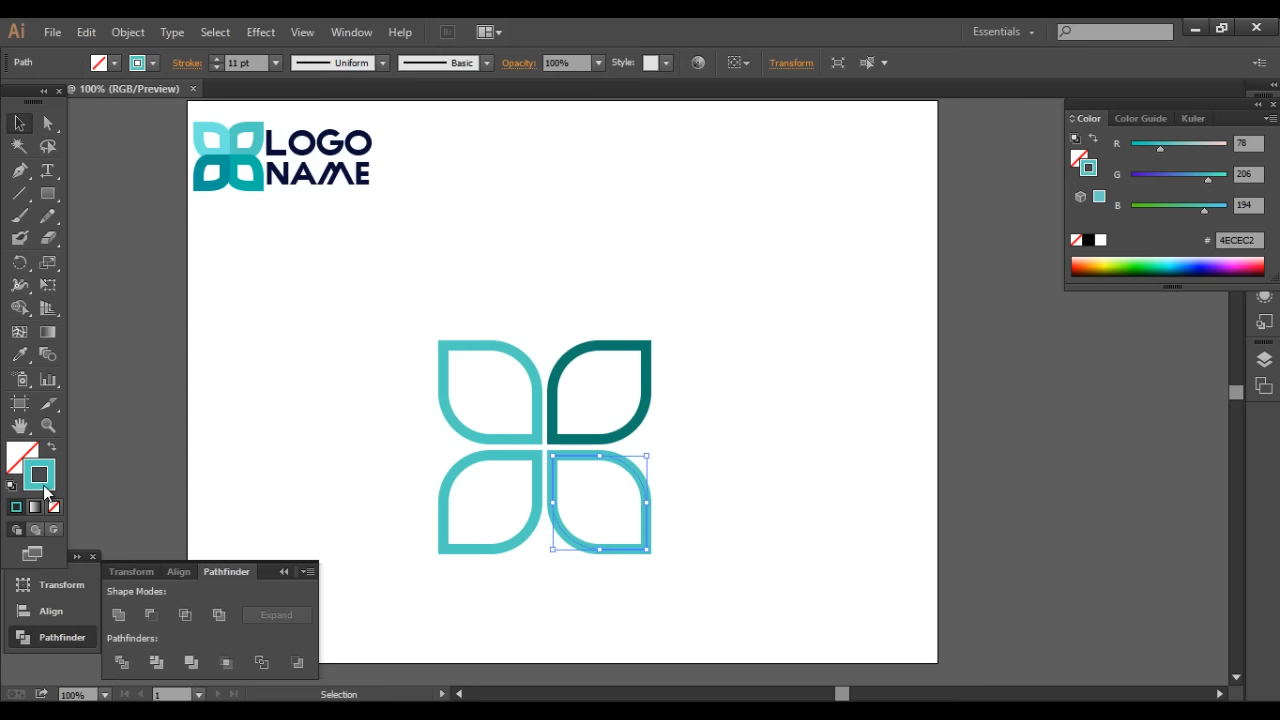 Ai File Edit Object Type Select Effect View Window Help Br Essentials
Path Stroke: 11 pt Uniform Basic Opacity: 100% Style: Transform
@ 100% (RGB/Preview) ×
LOGO
NAME
Color Color Guide Kuler
R 78
G 206
B 194
# 4ECEC2
Transform
Align
Pathfinder
Transform Align Pathfinder
Shape Modes:
Expand
Pathfinders:
100% 1 Selection